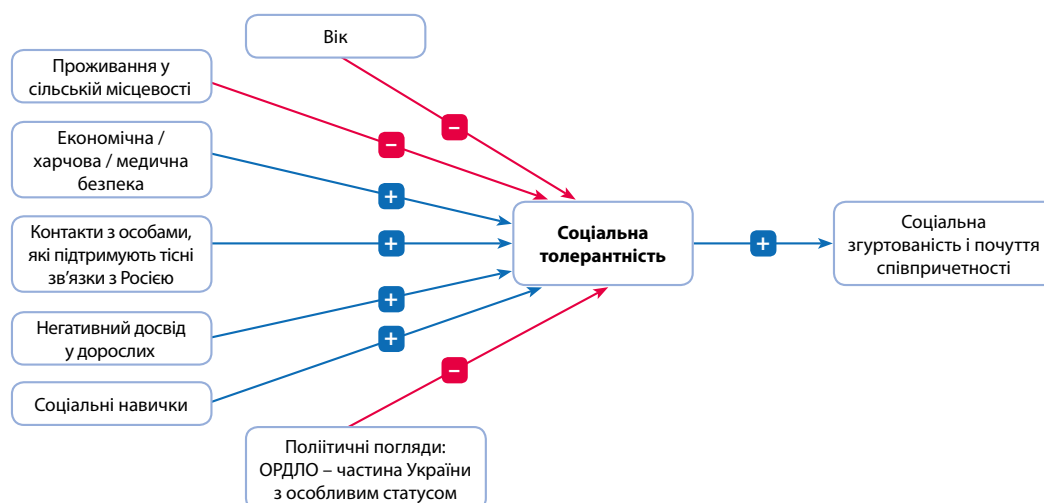 Вік
Проживання у
сільській місцевості
−
−
Економічна /
харчова / медична
безпека
+
Контакти з особами,
які підтримують тісні
зв’язки з Росією
+
Соціальна
толерантність
+
Соціальна
згуртованість і почуття
співпричетності
Негативний досвід
у дорослих
+
+
Соціальні навички
−
Поліітичні погляди:
ОРДЛО – частина України
з особливим статусом